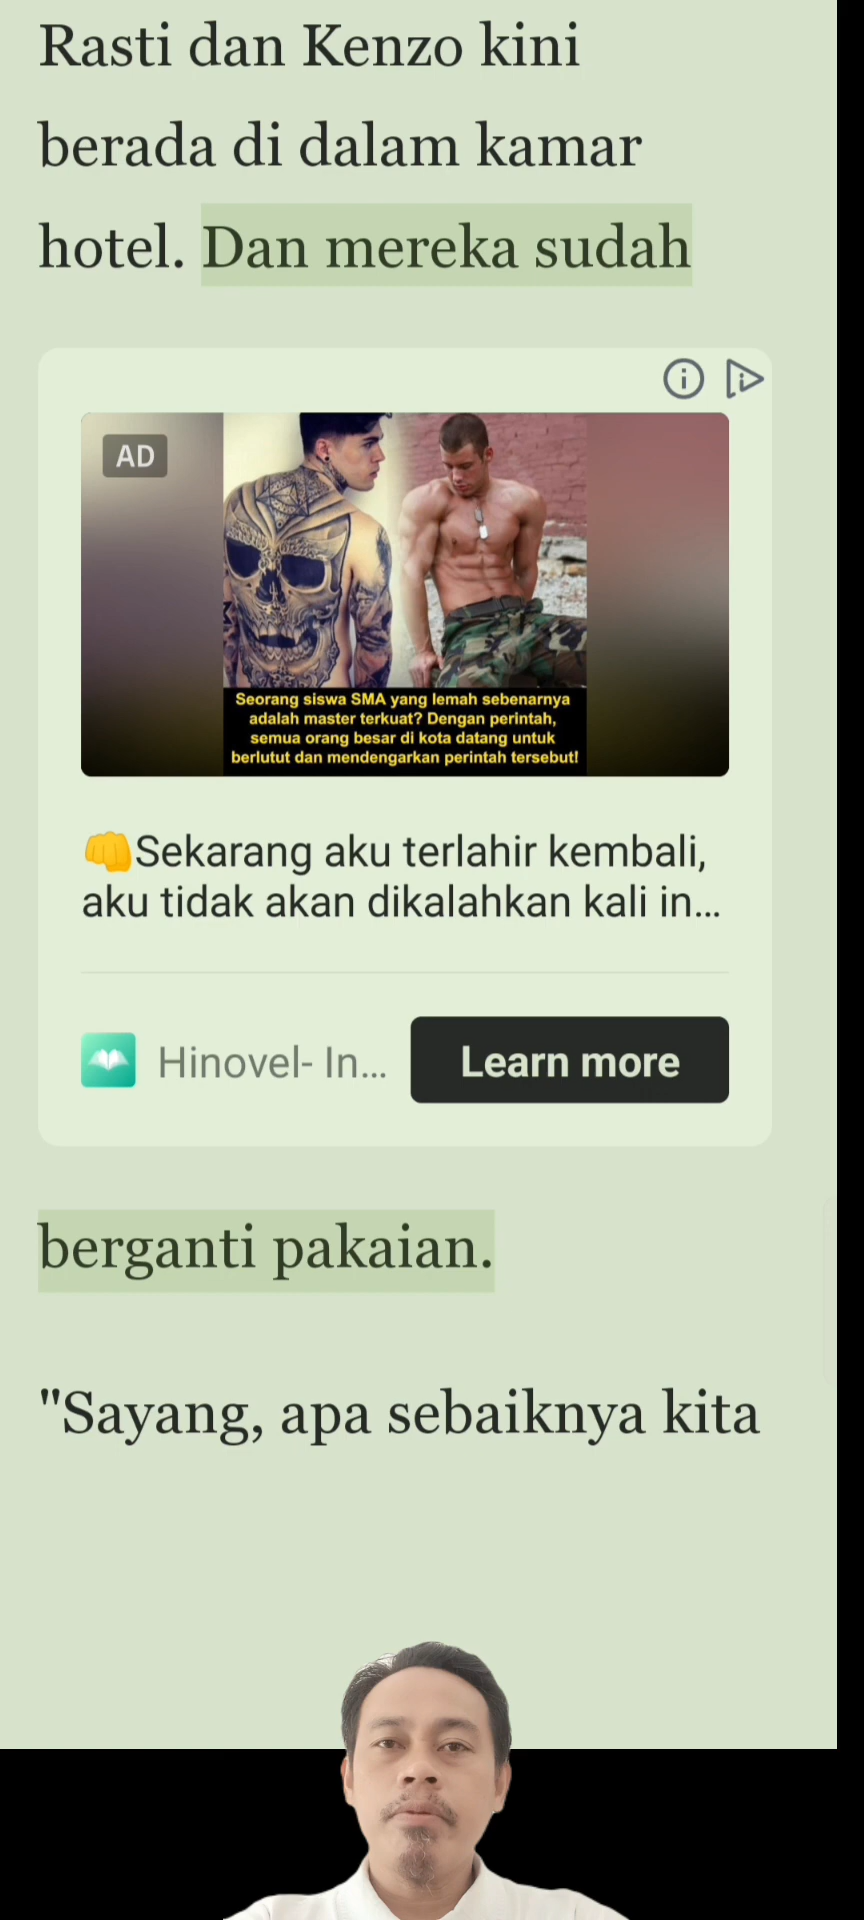 Rasti dan Kenzo kini
berada di dalam kamar
hotel. Dan mereka sudah
AD
Seorang siswa SMA yang lemah sebenarnya
adalah master terkuat? Dengan perintah,
semua orang besar di kota datang untuk
berlutut dan mendengarkan perintah tersebut!
👊Sekarang aku terlahir kembali,
aku tidak akan dikalahkan kali in...
Hinovel- In...
Learn more
berganti pakaian.
"Sayang, apa sebaiknya kita